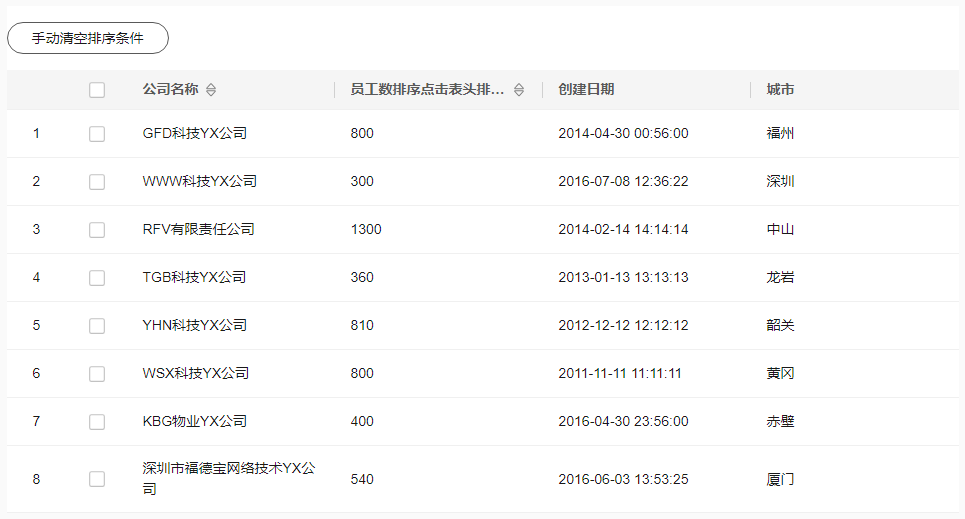 手动清空排序条件
公司名称 员工数排序点击表头排... 创建日期 城市
1 GFD科技YX公司 800 2014-04-30 00:56:00 福州
2 WWW科技YX公司 300 2016-07-08 12:36:22 深圳
3 RFV有限责任公司 1300 2014-02-14 14:14:14 中山
4 TGB科技YX公司 360 2013-01-13 13:13:13 龙岩
5 YHN科技YX公司 810 2012-12-12 12:12:12 韶关
6 WSX科技YX公司 800 2011-11-11 11:11:11 黄冈
7 KBG物业YX公司 400 2016-04-30 23:56:00 赤壁
8 深圳市福德宝网络技术YX公
司 540 2016-06-03 13:53:25 厦门